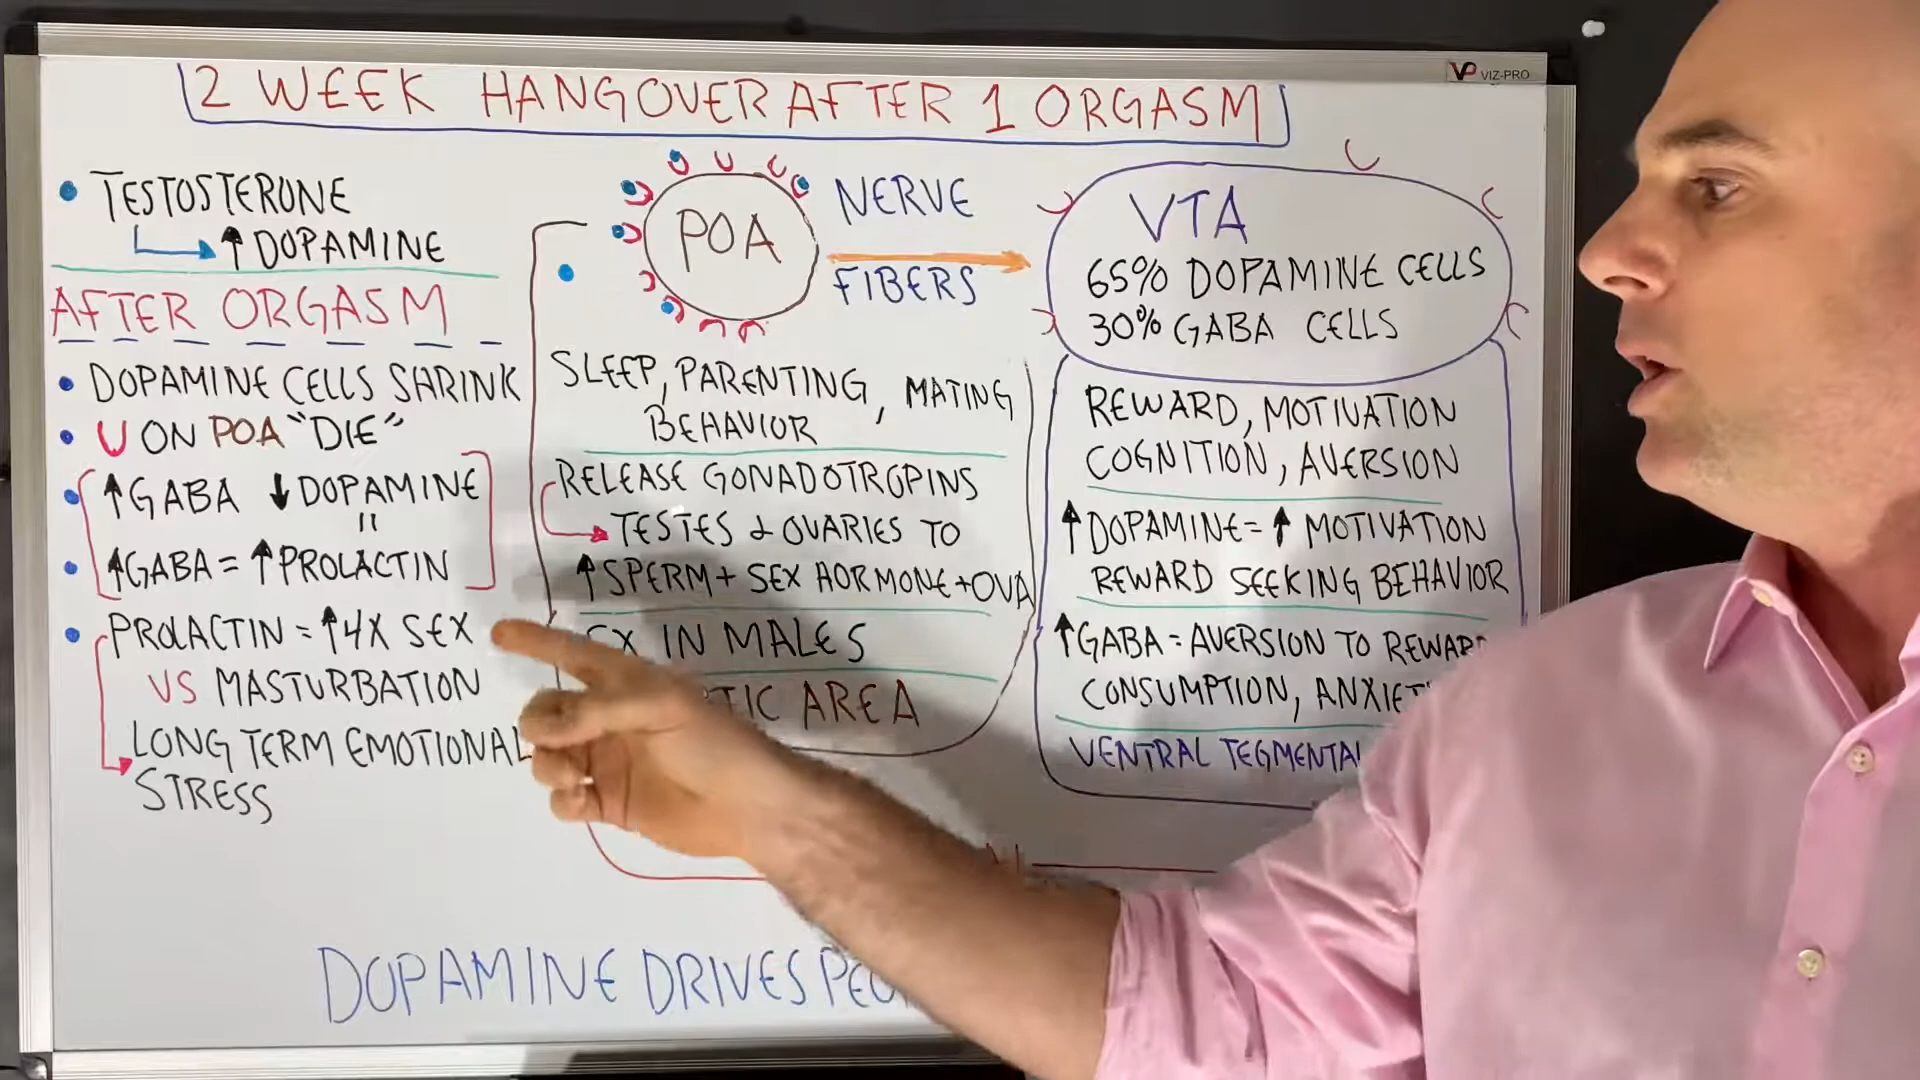 VP VIZ-PRO
2 WEEK HANGOVER AFTER 1 ORGASM
TESTOSTERONE
↑ DOPAMINE
AFTER ORGASM
DOPAMINE CELLS SHRINK
U ON POA "DIE"
↑GABA ↓DOPAMINE
=
↑GABA = ↑PROLACTIN
PROLACTIN = ↑4X SEX
VS MASTURBATION
LONG TERM EMOTIONAL
STRESS
POA
NERVE
FIBERS
SLEEP, PARENTING, MATING
BEHAVIOR
RELEASE GONADOTROPINS
TESTES & OVARIES TO
↑SPERM + SEX HORMONE + OVA
IN MALES
AREA
VTA
65% DOPAMINE CELLS
30% GABA CELLS
REWARD, MOTIVATION
COGNITION, AVERSION
↑DOPAMINE = ↑ MOTIVATION
REWARD SEEKING BEHAVIOR
↑GABA = AVERSION TO REWARD
CONSUMPTION,
VENTRAL
DOPAMINE DRIVES